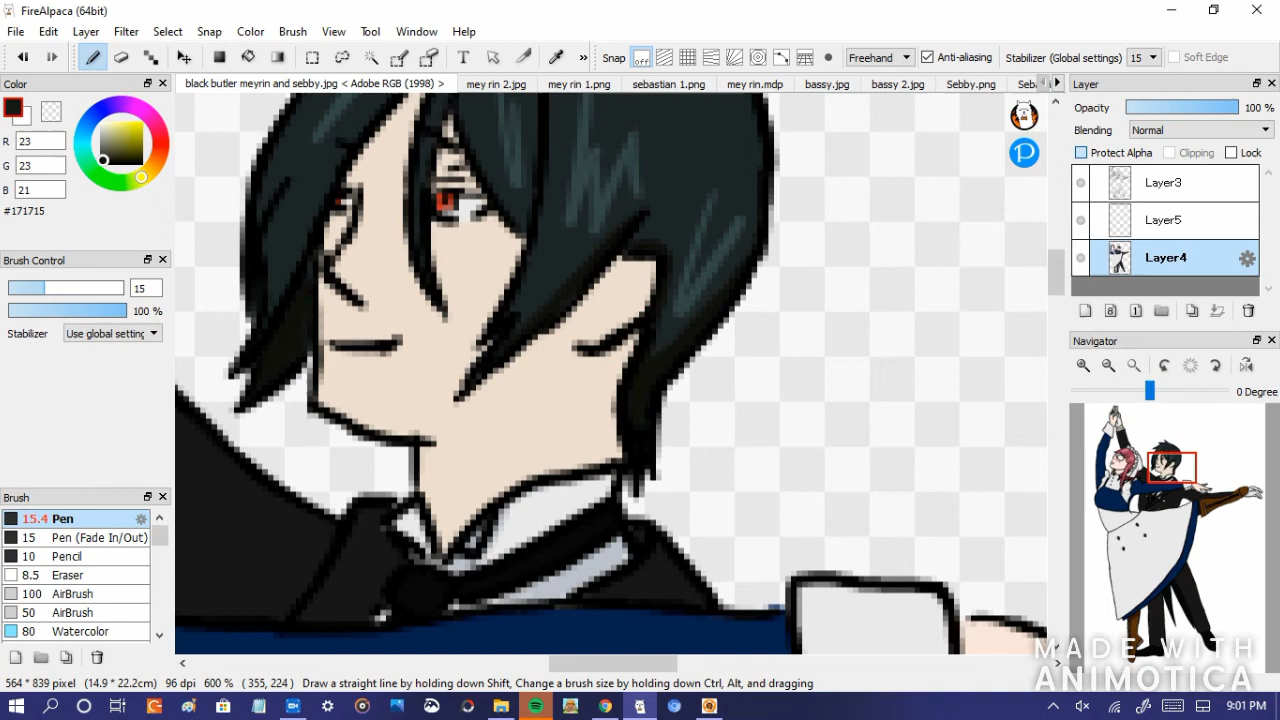 FireAlpaca (64bit)
File Edit Layer Filter Select Snap Color Brush View Tool Window Help
Snap off Freehand Anti-aliasing Stabilizer (Global settings) 15 Soft Edge
Color
black butler meyrin and sebby.jpg < Adobe RGB (1998) > mey rin 2.jpg mey rin 1.png sebastian 1.png mey rin.mdp bassy.jpg bassy 2.jpg Sebby.png
Layer
R 23
G 23
B 21
#171715
Opacity 100 %
Blending Normal
Protect Alpha Clipping Lock
Layer3
Layer5
Layer4
Brush Control
15
100 %
Stabilizer Use global setting
Navigator
0 Degree
Brush
15.4 Pen
15 Pen (Fade In/Out)
10 Pencil
8.5 Eraser
100 AirBrush
50 AirBrush
80 Watercolor
MADE WITH
ANIMOTICA
564 * 839 pixel (14.9 * 22.2cm) 96 dpi 600 % ( 355, 224 ) Draw a straight line by holding down Shift, Change a brush size by holding down Ctrl, Alt, and dragging
9:01 PM